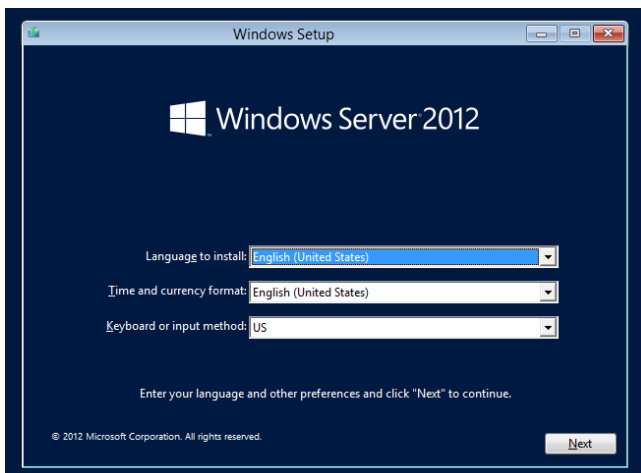 Windows Setup
Windows Server 2012
Language to install: English (United States)
Time and currency format: English (United States)
Keyboard or input method: US
Enter your language and other preferences and click "Next" to continue.
© 2012 Microsoft Corporation. All rights reserved.
Next